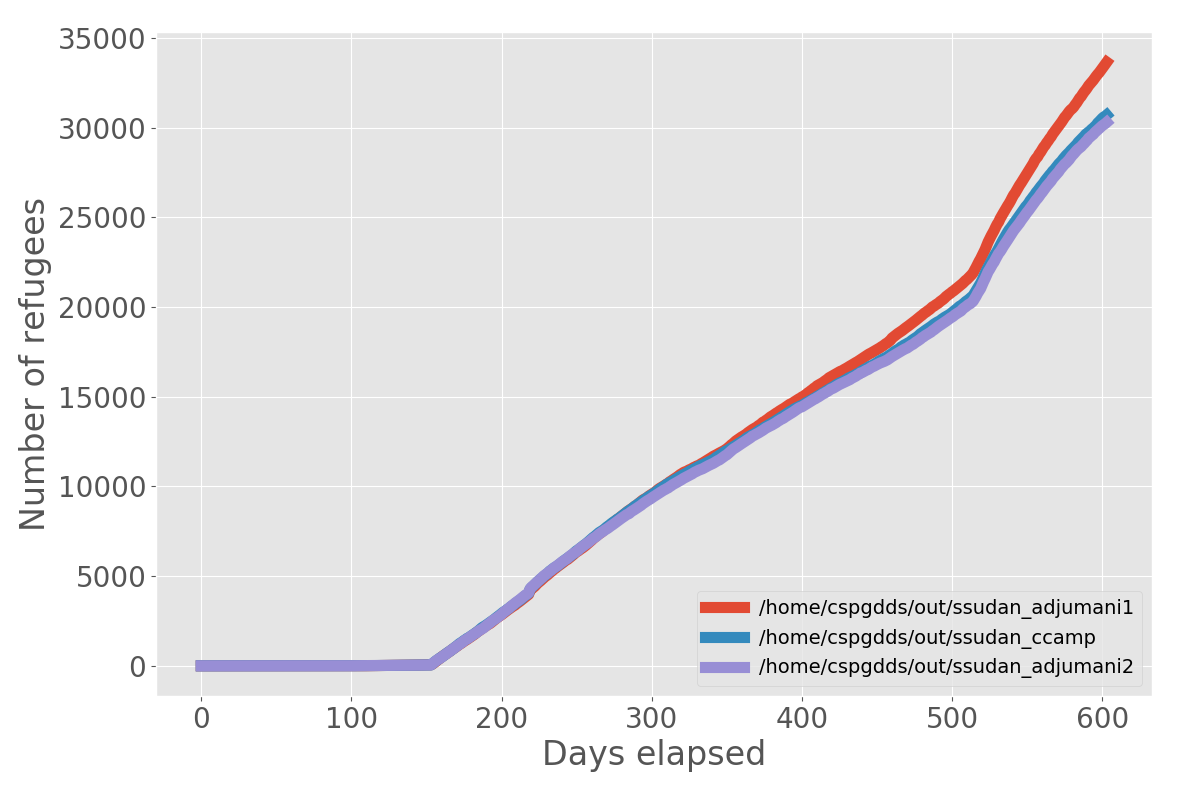 35000
30000
25000
20000
15000
10000
5000
0
Number of refugees
/home/cspgdds/out/ssudan_adjumani1
/home/cspgdds/out/ssudan_ccamp
/home/cspgdds/out/ssudan_adjumani2
0 100 200 300 400 500 600
Days elapsed